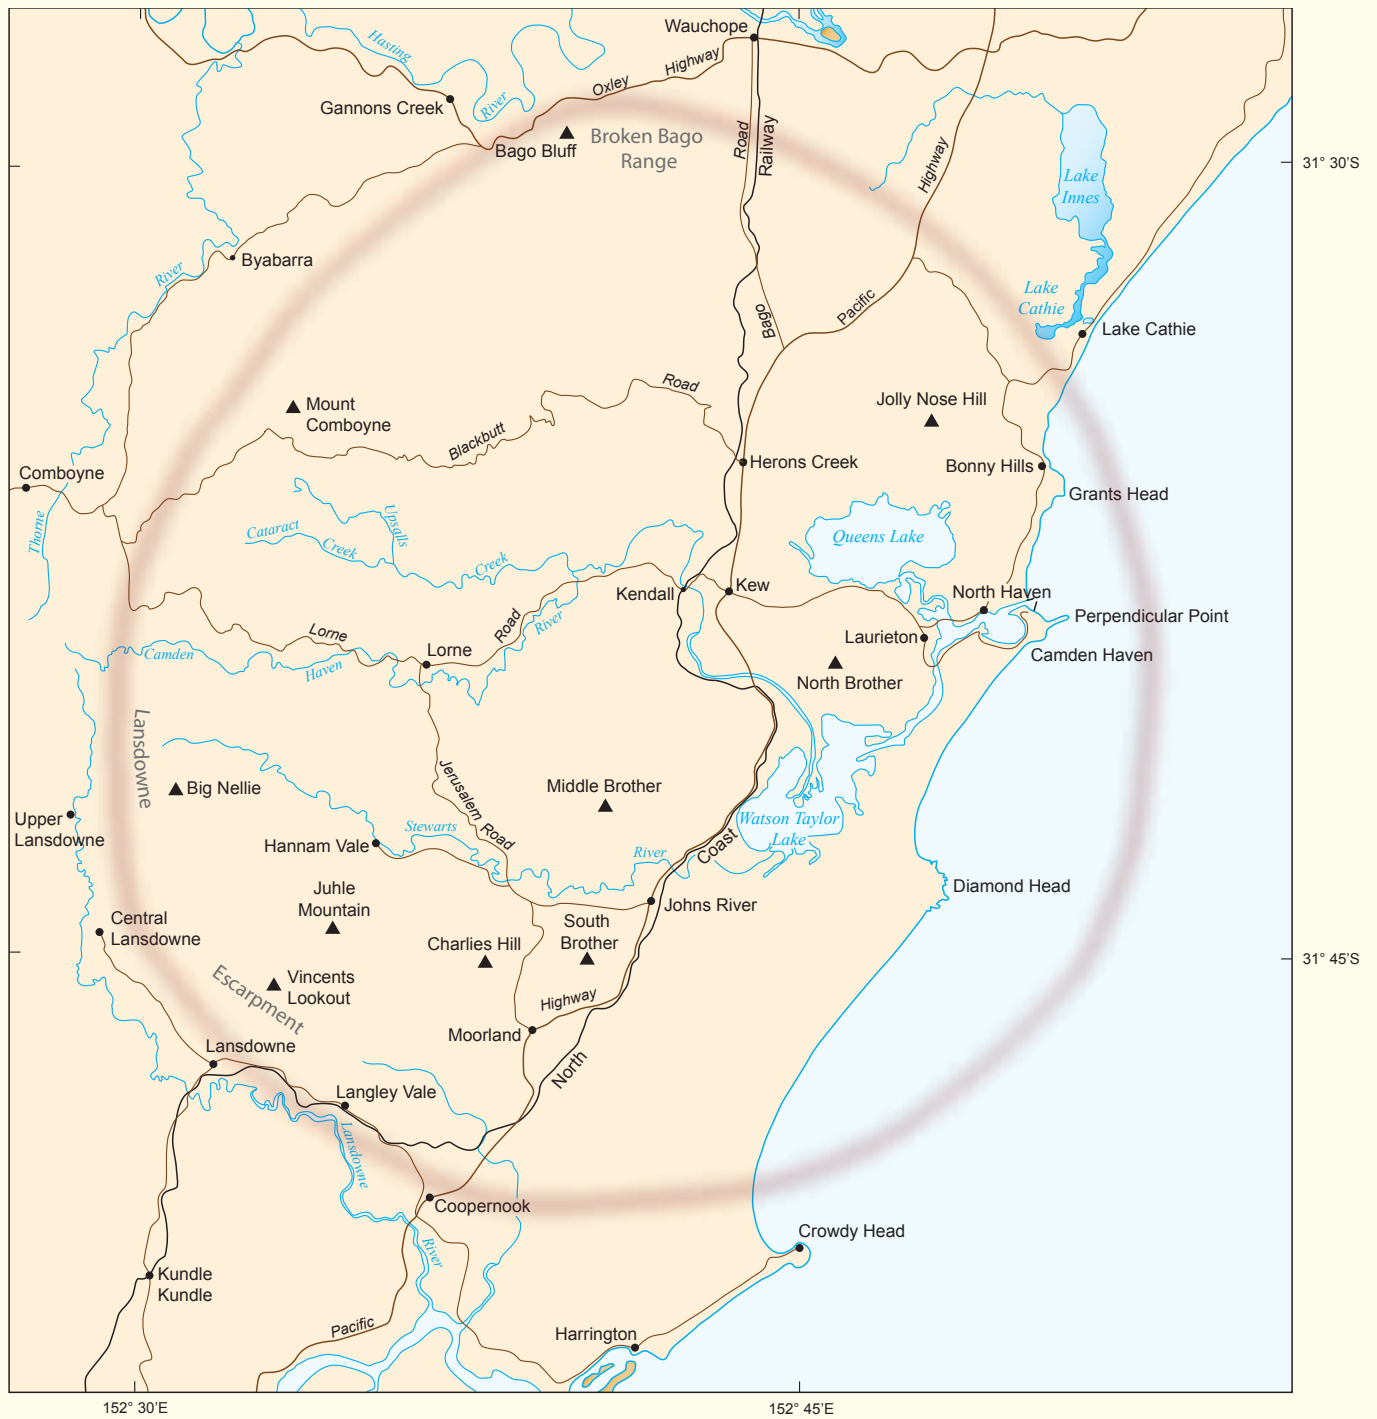 Wauchope
Hasting
River
Oxley
Highway
Gannons Creek
Bago Bluff
Broken Bago
Range
Road
Railway
Highway
31° 30'S
Lake
Innes
Byabarra
River
Lake
Cathie
Pacific
Bago
Lake Cathie
Road
Mount
Comboyne
Jolly Nose Hill
Blackbutt
Comboyne
Herons Creek
Bonny Hills
Grants Head
Thorne
Cataract
Creek
Upsalls
Creek
Queens Lake
Kendall
Kew
North Haven
Perpendicular Point
Lorne
Road
River
Laurieton
Camden
Haven
Lorne
Camden Haven
North Brother
Lansdowne
Big Nellie
Jerusalem Road
Middle Brother
Upper
Lansdowne
Stewarts
Watson Taylor
Lake
Hannam Vale
River
Coast
Juhle
Mountain
Diamond Head
Central
Lansdowne
Johns River
South
Brother
Charlies Hill
31° 45'S
Vincents
Lookout
Escarpment
Highway
Moorland
Lansdowne
North
Langley Vale
Lansdowne
Coopernook
River
Crowdy Head
Kundle
Kundle
Pacific
Harrington
152° 30'E
152° 45'E